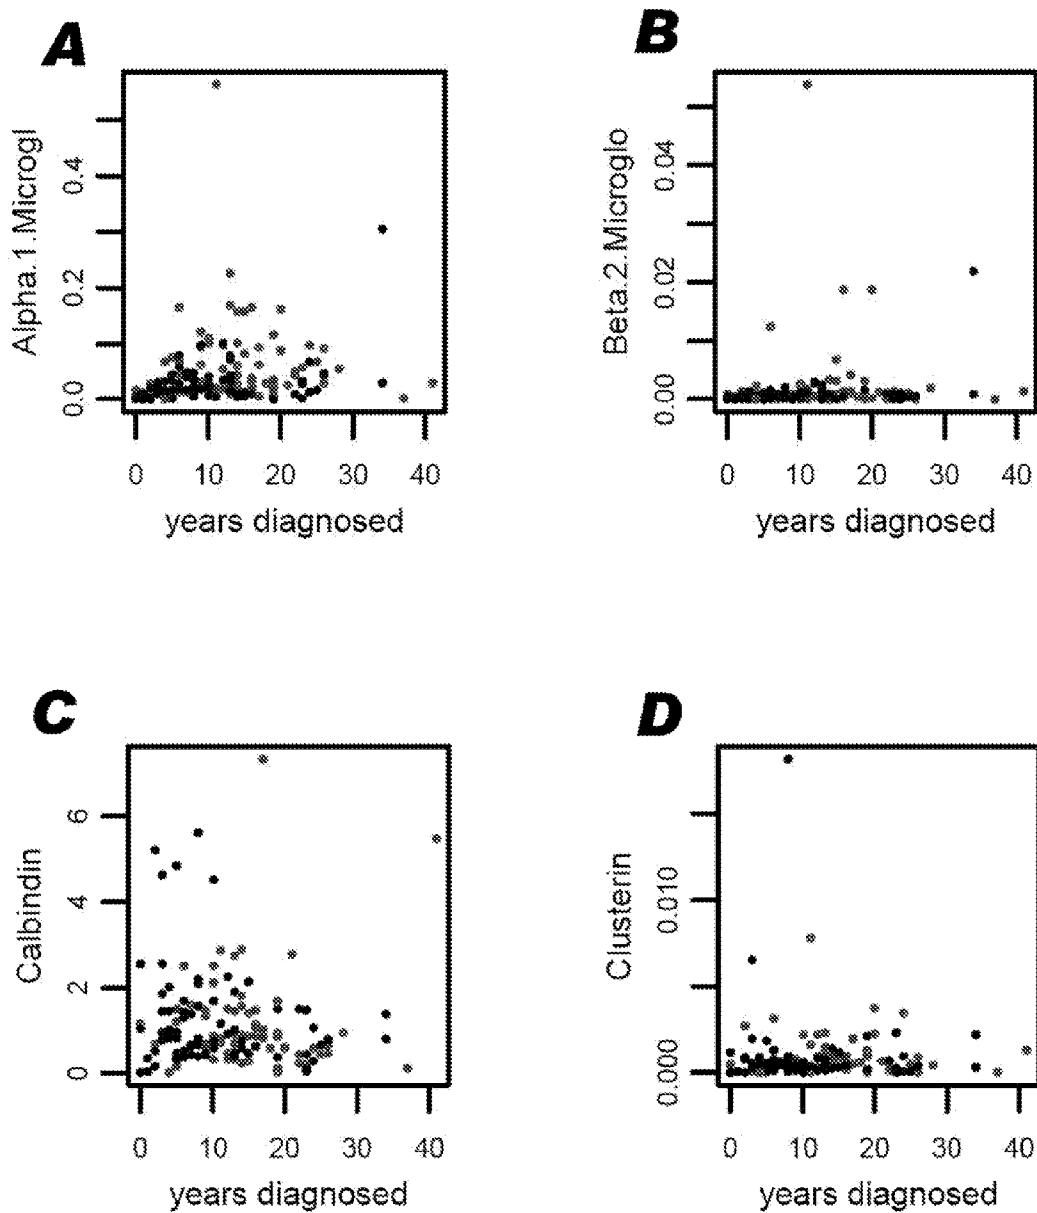 A
Alpha.1.Microgl
0.0 0.2 0.4
0 10 20 30 40
years diagnosed
B
Beta.2.Microglo
0.00 0.02 0.04
0 10 20 30 40
years diagnosed
C
Calbindin
0 2 4 6
0 10 20 30 40
years diagnosed
D
Clusterin
0.000 0.010
0 10 20 30 40
years diagnosed